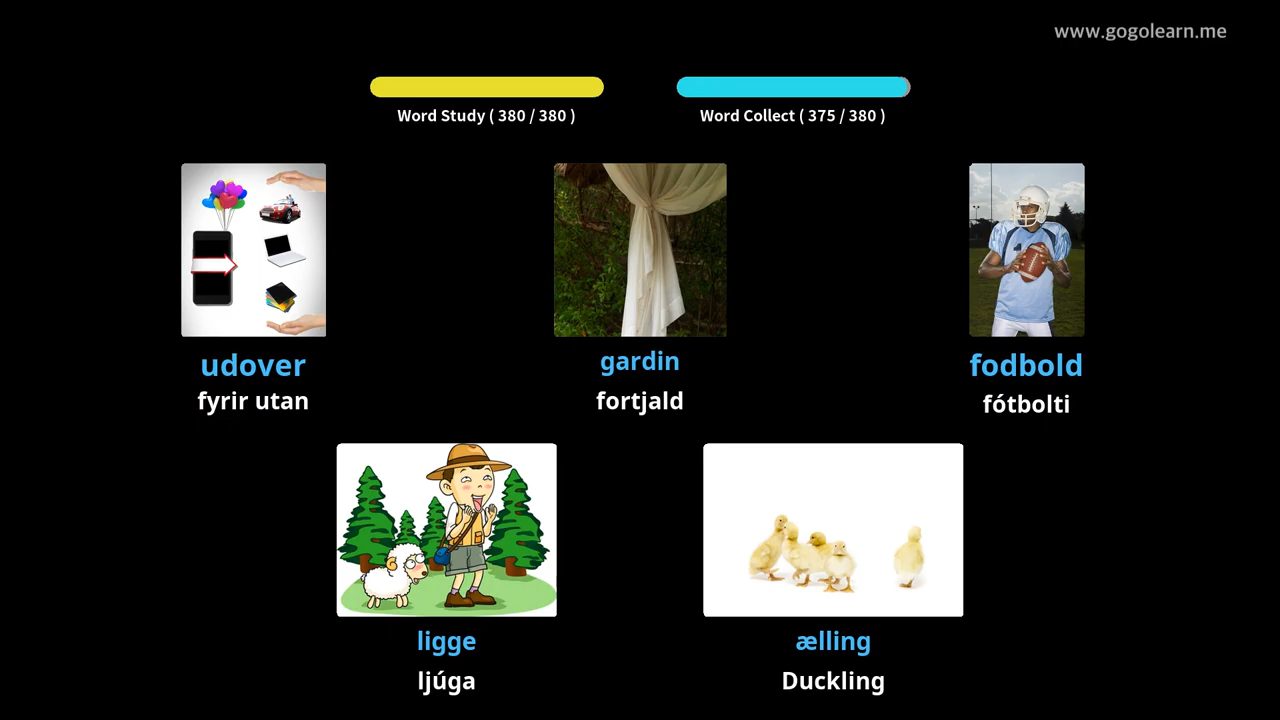 www.gogolearn.me
Word Study ( 380 / 380 )
Word Collect ( 375 / 380 )
udover
fyrir utan
gardin
fortjald
fodbold
fótbolti
ligge
ljúga
ælling
Duckling